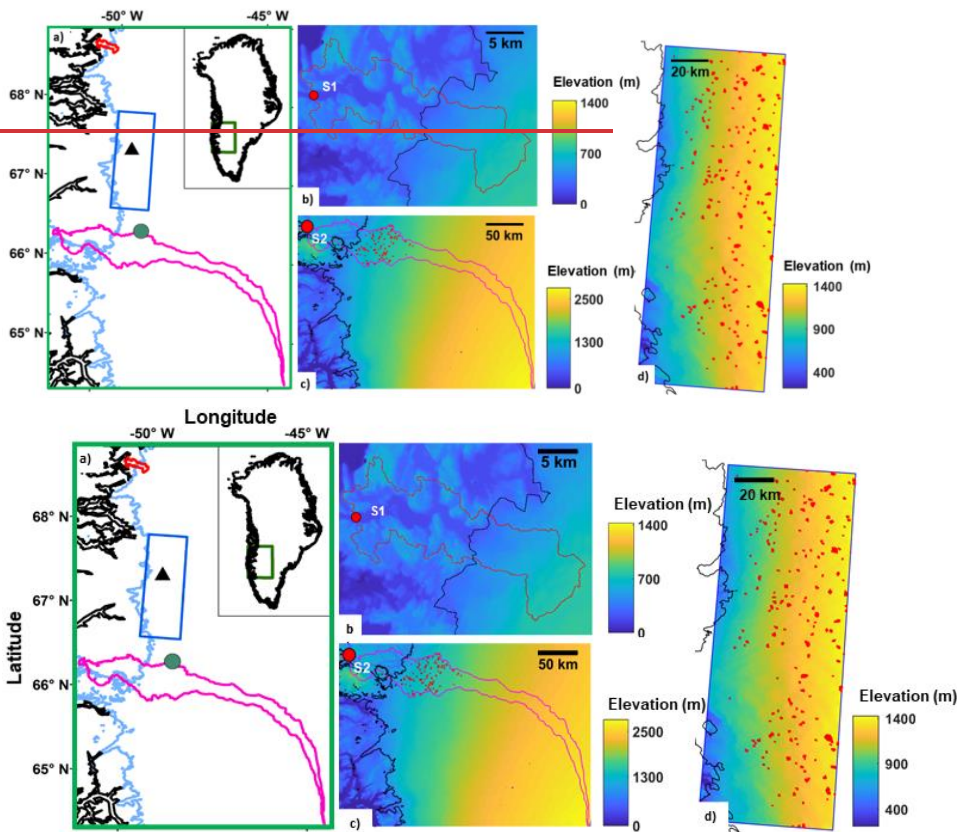 -50° W -45° W
a)
68° N
67° N
66° N
65° N
5 km
S1
b)
Elevation (m)
1400
700
0
50 km
S2
c)
Elevation (m)
2800
1300
0
20 km
d)
Elevation (m)
1400
900
400
Longitude
-50° W -45° W
a)
Latitude
68° N
67° N
66° N
65° N
5 km
S1
b
Elevation (m)
1400
700
0
50 km
S2
c)
Elevation (m)
2900
1300
0
20 km
d)
Elevation (m)
1400
900
400